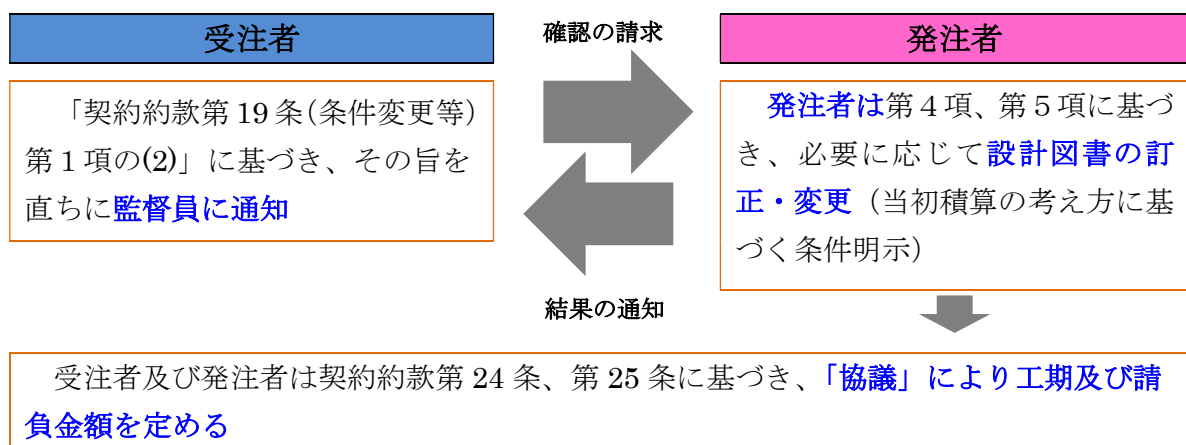 受注者
確認の請求
発注者
「契約約款第 19 条(条件変更等)
第１項の(2)」に基づき、その旨を
直ちに監督員に通知
発注者は第４項、第５項に基づ
き、必要に応じて設計図書の訂
正・変更（当初積算の考え方に基
づく条件明示）
結果の通知
受注者及び発注者は契約約款第 24 条、第 25 条に基づき、「協議」により工期及び請
負金額を定める